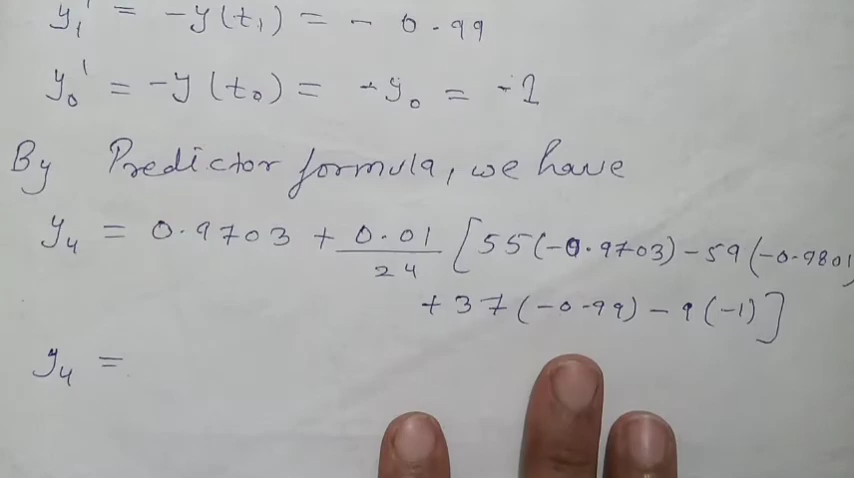 y₁' = -y(t₁) = - 0.99
y₀' = -y(t₀) = -y₀ = -1
By Predictor formula, we have
y₄ = 0.9703 + 0.01/24 [55(-0.9703) - 59(-0.9801)
+ 37(-0.99) - 9(-1)]
y₄ =